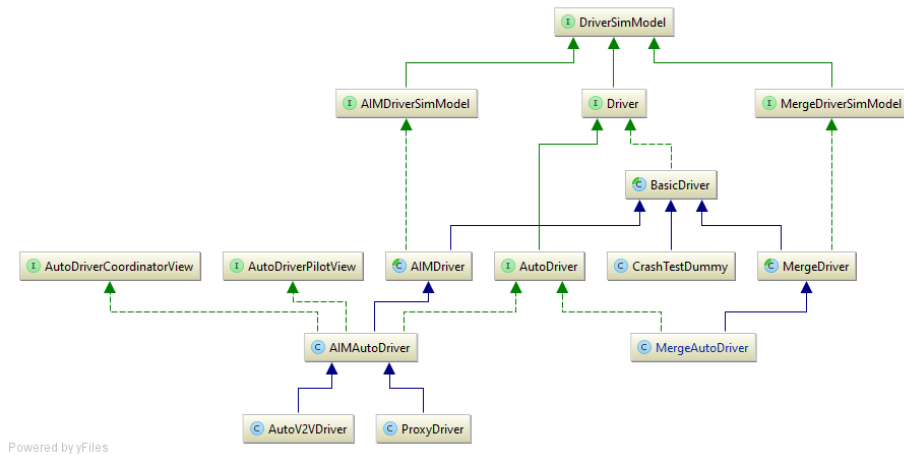 I DriverSimModel
I AIMDriverSimModel
I Driver
I MergeDriverSimModel
C BasicDriver
I AutoDriverCoordinatorView
I AutoDriverPilotView
C AIMDriver
I AutoDriver
C CrashTestDummy
C MergeDriver
C AIMAutoDriver
C MergeAutoDriver
C AutoV2VDriver
C ProxyDriver
Powered by yFiles